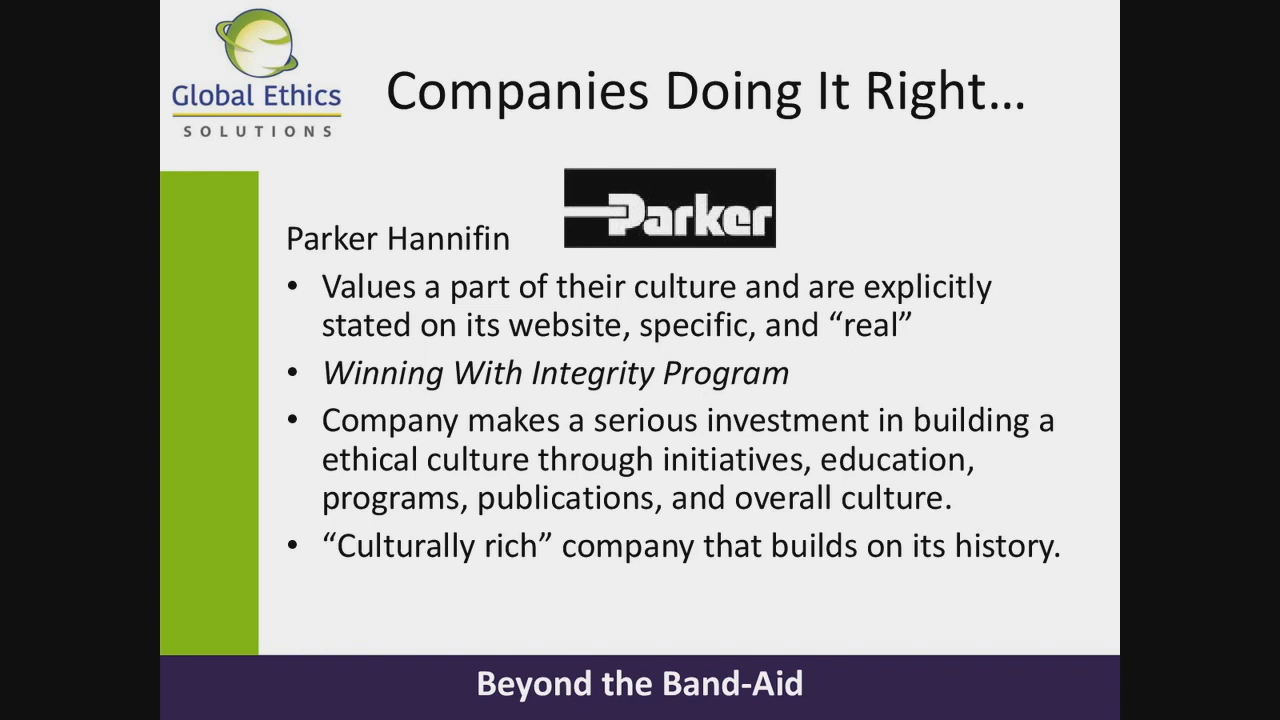 Global Ethics
SOLUTIONS
Companies Doing It Right…
Parker
Parker Hannifin
• Values a part of their culture and are explicitly
stated on its website, specific, and “real”
• Winning With Integrity Program
• Company makes a serious investment in building a
ethical culture through initiatives, education,
programs, publications, and overall culture.
• “Culturally rich” company that builds on its history.
Beyond the Band-Aid